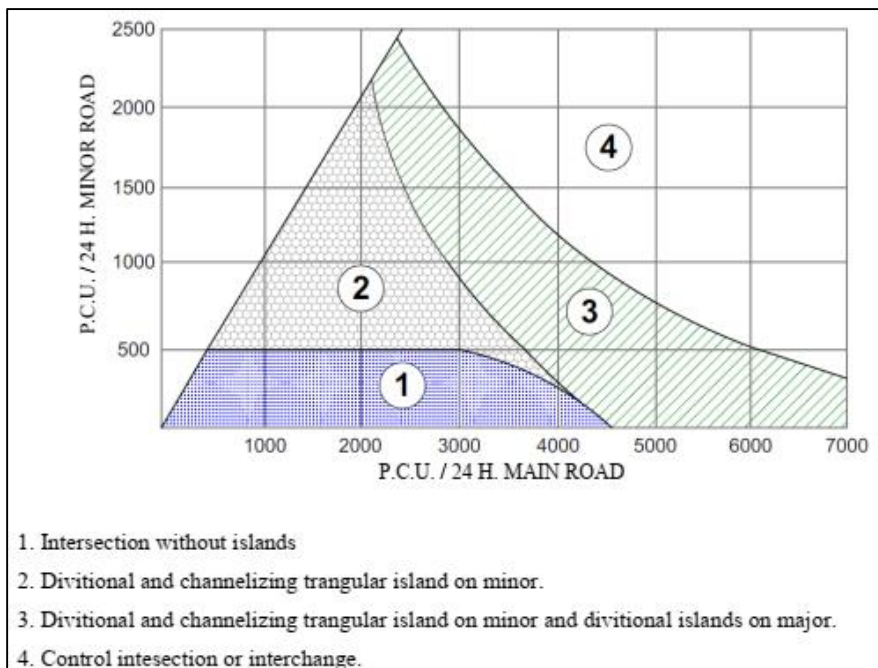 2500
2000
1500
1000
500
P.C.U. / 24 H. MINOR ROAD
4
3
2
1
1000 2000 3000 4000 5000 6000 7000
P.C.U. / 24 H. MAIN ROAD
1. Intersection without islands
2. Divitional and channelizing trangular island on minor.
3. Divitional and channelizing trangular island on minor and divitional islands on major.
4. Control intesection or interchange.